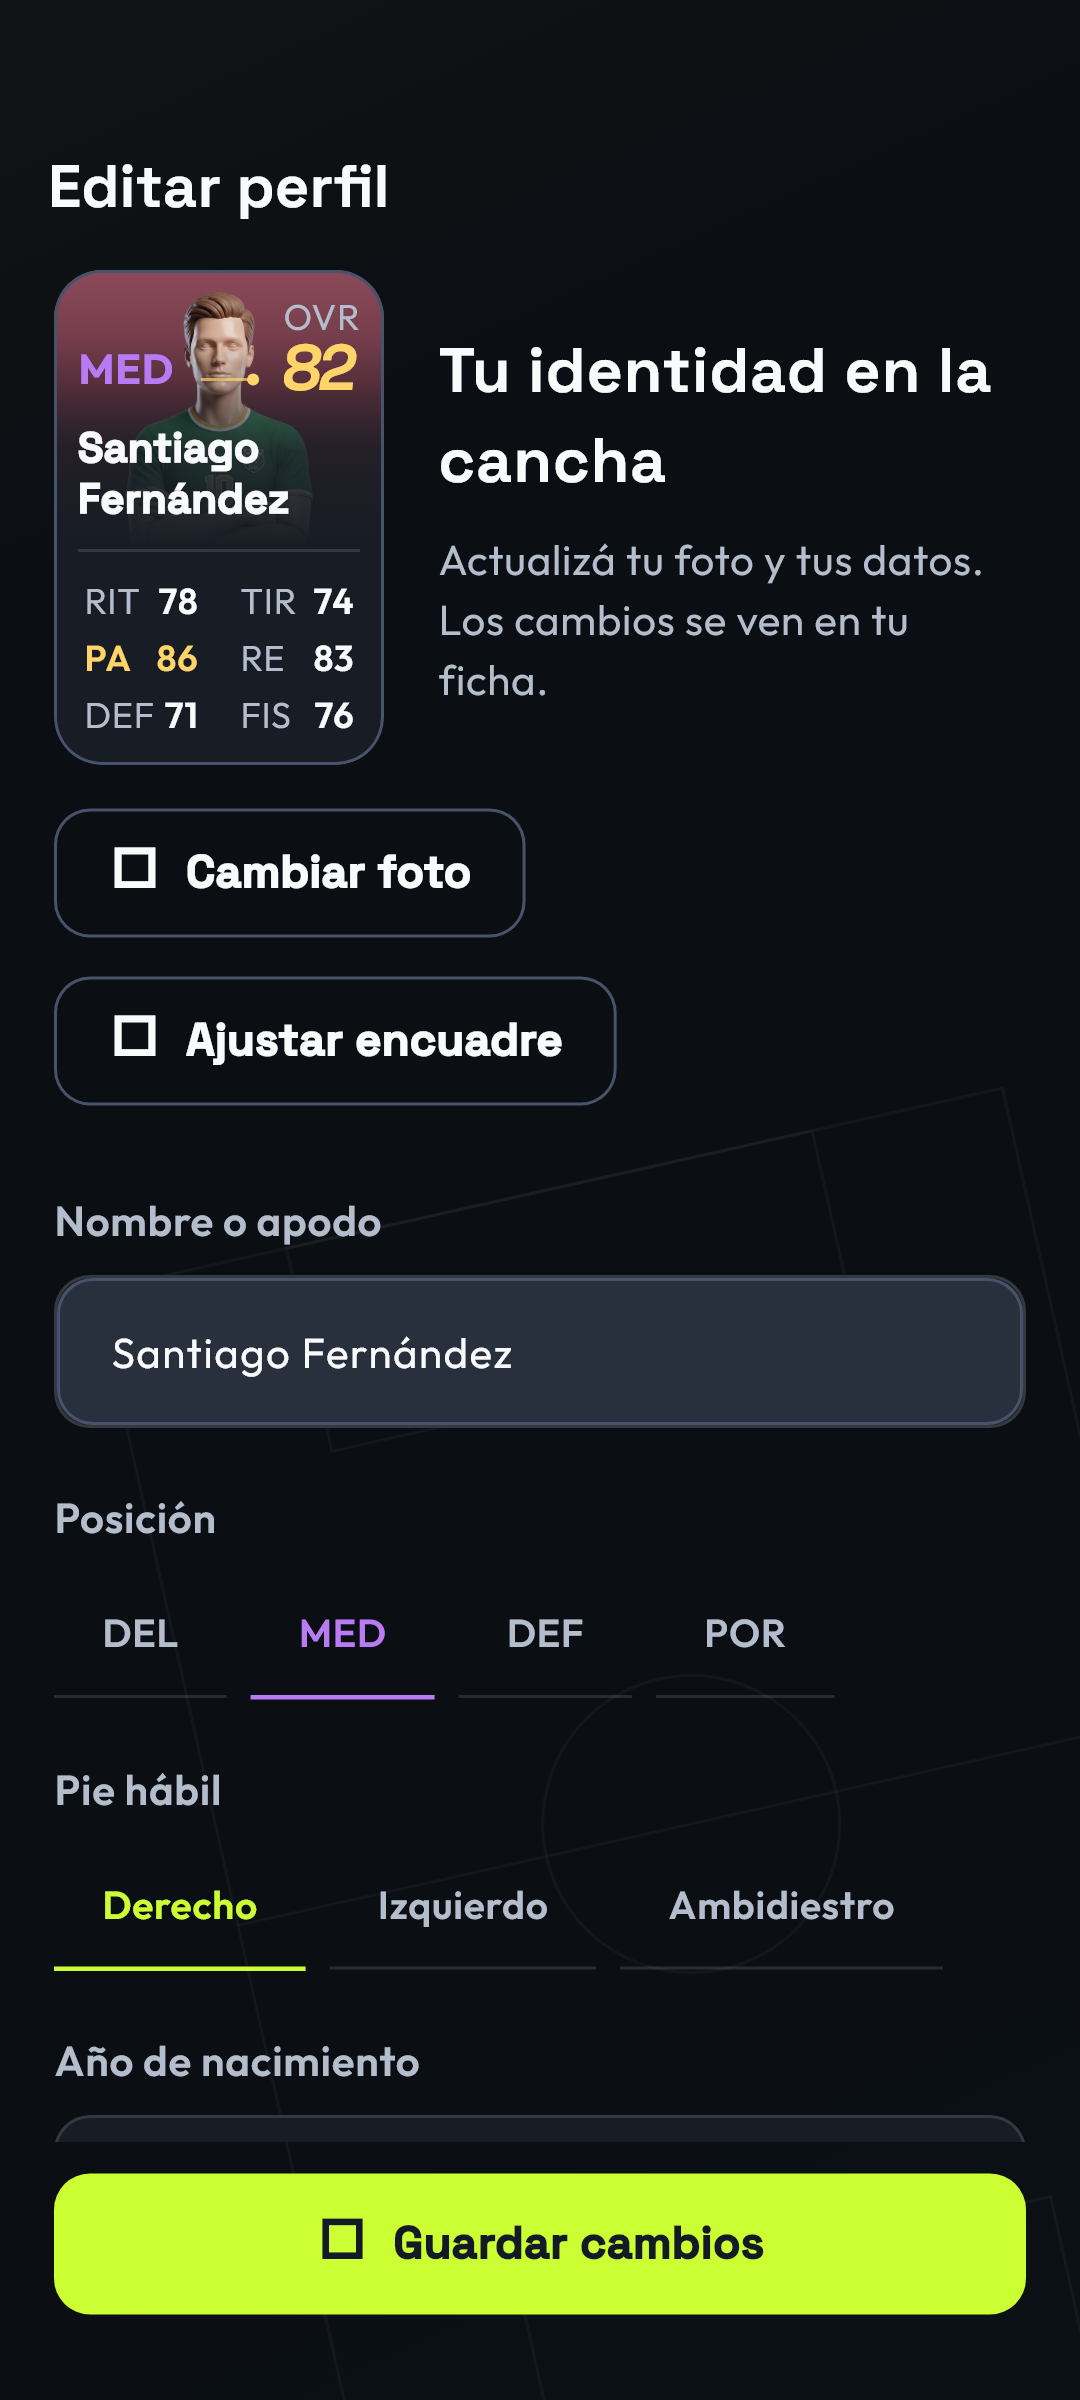 Editar perfil
OVR
MED 82
Santiago
Fernández
RIT 78 TIR 74
PA 86 RE 83
DEF 71 FIS 76
Tu identidad en la
cancha
Actualizá tu foto y tus datos.
Los cambios se ven en tu
ficha.
Cambiar foto
Ajustar encuadre
Nombre o apodo
Santiago Fernández
Posición
DEL MED DEF POR
Pie hábil
Derecho Izquierdo Ambidiestro
Año de nacimiento
Guardar cambios